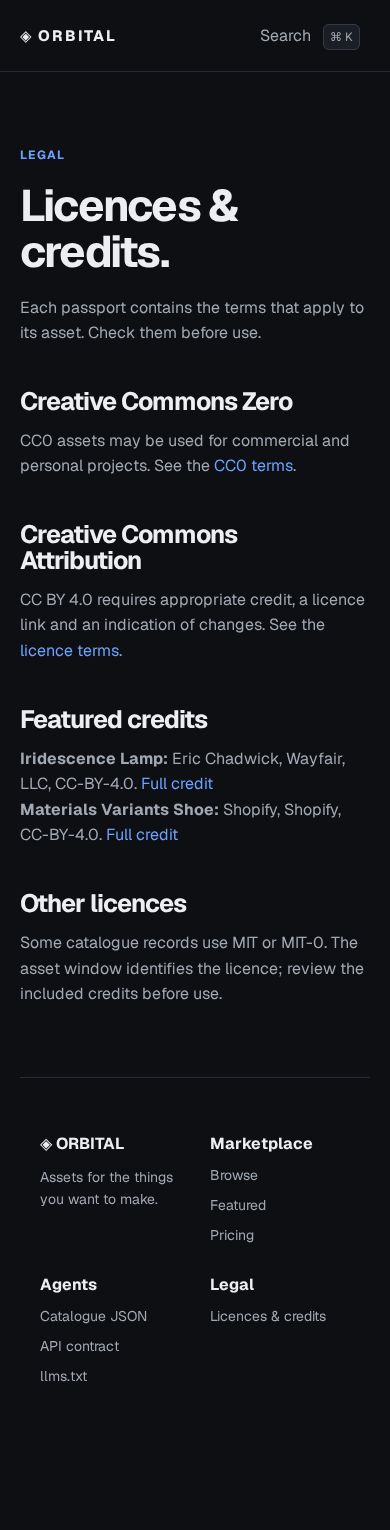 ◈ ORBITAL
Search ⌘ K
LEGAL
Licences &
credits.
Each passport contains the terms that apply to
its asset. Check them before use.
Creative Commons Zero
CC0 assets may be used for commercial and
personal projects. See the CC0 terms.
Creative Commons
Attribution
CC BY 4.0 requires appropriate credit, a licence
link and an indication of changes. See the
licence terms.
Featured credits
Iridescence Lamp: Eric Chadwick, Wayfair,
LLC, CC-BY-4.0. Full credit
Materials Variants Shoe: Shopify, Shopify,
CC-BY-4.0. Full credit
Other licences
Some catalogue records use MIT or MIT-0. The
asset window identifies the licence; review the
included credits before use.
◈ ORBITAL
Assets for the things
you want to make.
Marketplace
Browse
Featured
Pricing
Agents
Catalogue JSON
API contract
llms.txt
Legal
Licences & credits